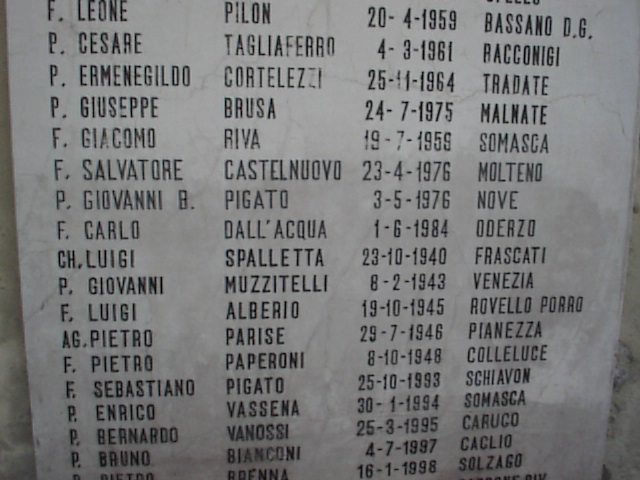 F. LEONE PILON 20-4-1959 BASSANO D.G.
P. CESARE TAGLIAFERRO 4-3-1961 RACCONIGI
P. ERMENEGILDO CORTELEZZI 25-11-1964 TRADATE
P. GIUSEPPE BRUSA 24-7-1975 MALNATE
F. GIACOMO RIVA 19-7-1959 SOMASCA
F. SALVATORE CASTELNUOVO 23-4-1976 MOLTENO
P. GIOVANNI B. PIGATO 3-5-1976 NOVE
F. CARLO DALL'ACQUA 1-6-1984 ODERZO
CH. LUIGI SPALLETTA 23-10-1940 FRASCATI
P. GIOVANNI MUZZITELLI 8-2-1943 VENEZIA
F. LUIGI ALBERIO 19-10-1945 ROVELLO PORRO
AG. PIETRO PARISE 29-7-1946 PIANEZZA
F. PIETRO PAPERONI 8-10-1948 COLLELUCE
F. SEBASTIANO PIGATO 25-10-1993 SCHIAVON
P. ENRICO VASSENA 30-1-1994 SOMASCA
P. BERNARDO VANOSSI 25-3-1995 CARUCO
P. BRUNO BIANCONI 4-7-1997 CAGLIO
P. PIETRO BRENNA 16-1-1998 SOLZAGO